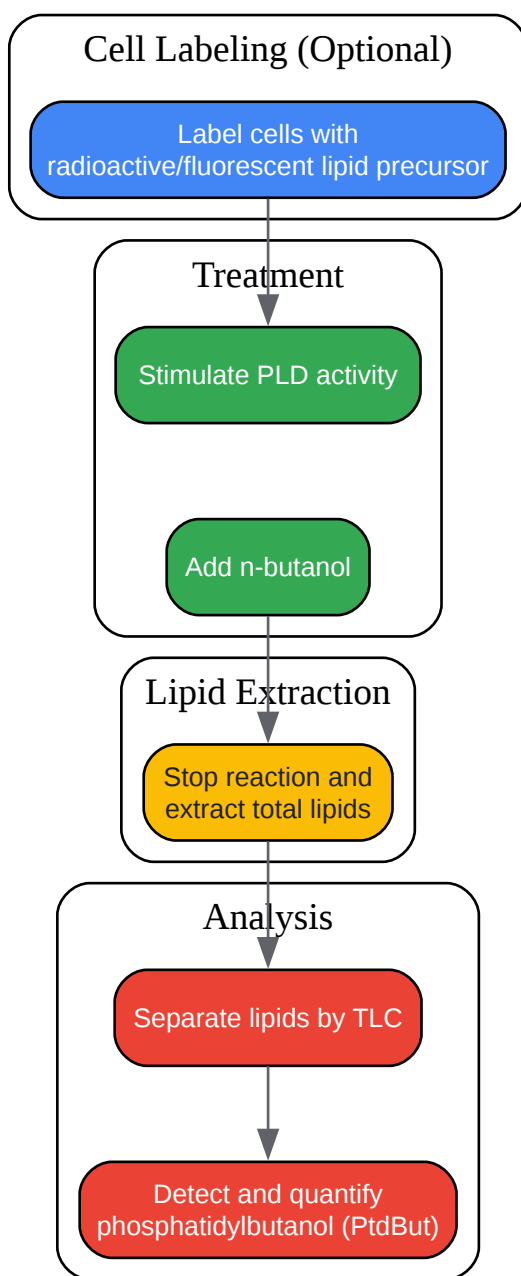 Cell Labeling (Optional)
Label cells with
radioactive/fluorescent lipid precursor
Treatment
Stimulate PLD activity
Add n-butanol
Lipid Extraction
Stop reaction and
extract total lipids
Analysis
Separate lipids by TLC
Detect and quantify
phosphatidylbutanol (PtdBut)